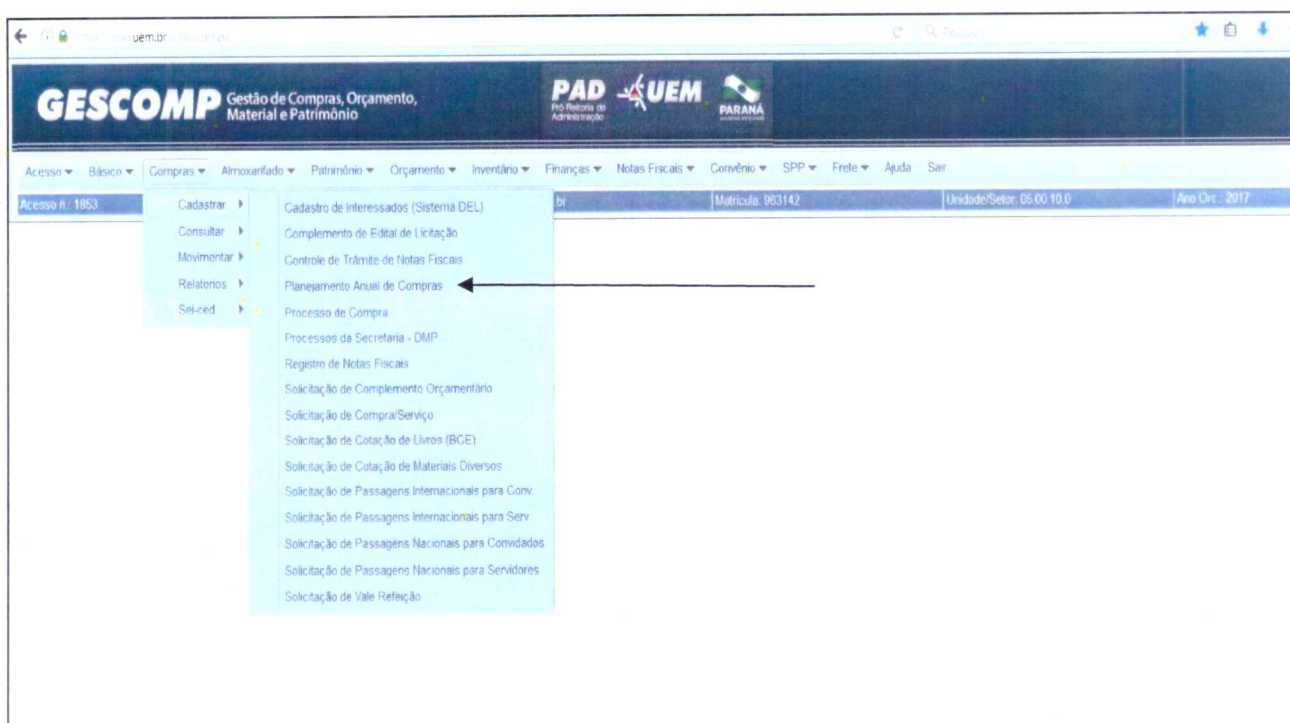 uem.br
GESCOMP Gestão de Compras, Orçamento,
Material e Patrimônio
PAD
Pró-Reitoria de
Administração
UEM
PARANÁ
Acesso Básico Compras Almoxarifado Patrimônio Orçamento Inventário Finanças Notas Fiscais Convênio SPP Frete Ajuda Sair
Acesso n.: 1853 .br Matrícula: 963142 Unidade/Setor: 05.00.10.0 Ano Orc.: 2017
Cadastrar
Consultar
Movimentar
Relatorios
Sei-ced
Cadastro de Interessados (Sistema DEL)
Complemento de Edital de Licitação
Controle de Trâmite de Notas Fiscais
Planejamento Anual de Compras
Processo de Compra
Processos da Secretaria - DMP
Registro de Notas Fiscais
Solicitação de Complemento Orçamentário
Solicitação de Compra/Serviço
Solicitação de Cotação de Livros (BCE)
Solicitação de Cotação de Materiais Diversos
Solicitação de Passagens Internacionais para Conv
Solicitação de Passagens Internacionais para Serv
Solicitação de Passagens Nacionais para Convidados
Solicitação de Passagens Nacionais para Servidores
Solicitação de Vale Refeição